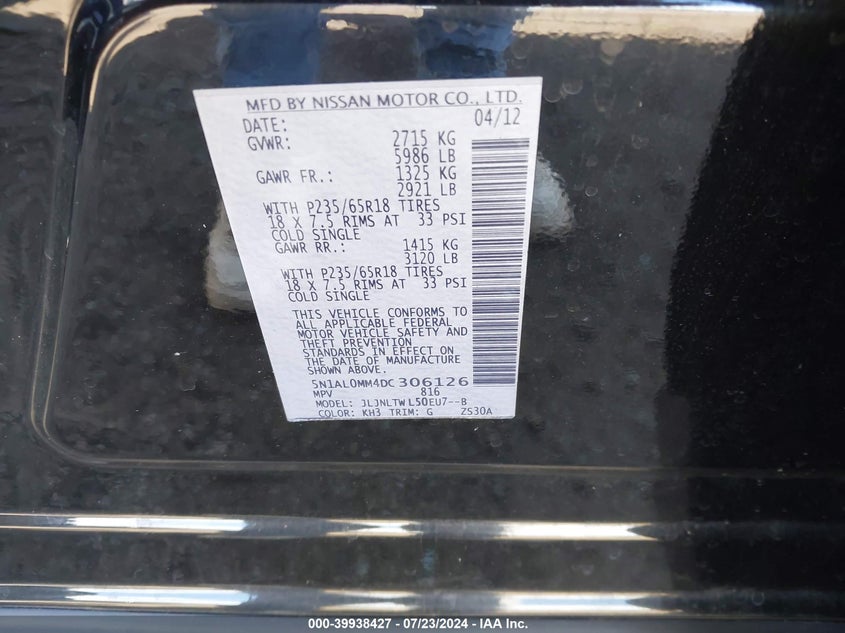 MFD BY NISSAN MOTOR CO., LTD.
DATE: 04/12
GVWR: 2715 KG
5986 LB
GAWR FR.: 1325 KG
2921 LB
WITH P235/65R18 TIRES
18 X 7.5 RIMS AT 33 PSI
COLD SINGLE
GAWR RR.: 1415 KG
3120 LB
WITH P235/65R18 TIRES
18 X 7.5 RIMS AT 33 PSI
COLD SINGLE
THIS VEHICLE CONFORMS TO
ALL APPLICABLE FEDERAL
MOTOR VEHICLE SAFETY AND
THEFT PREVENTION
STANDARDS IN EFFECT ON
THE DATE OF MANUFACTURE
SHOWN ABOVE.
5N1AL0MM4DC306126
MPV 816
MODEL: JLJNLTWL50EU7--B
COLOR: KH3 TRIM: G ZS30A
000-39938427 / 07/23/2024 - IAA Inc.